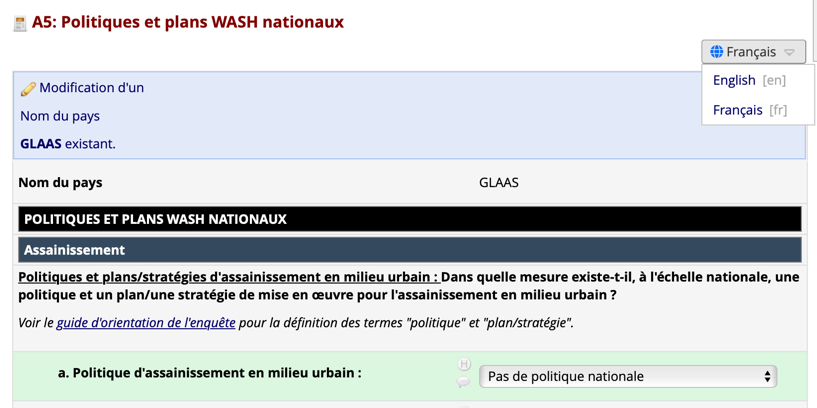 A5: Politiques et plans WASH nationaux
Français
English [en]
Français [fr]
Modification d'un
Nom du pays
GLAAS existant.
Nom du pays GLAAS
POLITIQUES ET PLANS WASH NATIONAUX
Assainissement
Politiques et plans/stratégies d'assainissement en milieu urbain : Dans quelle mesure existe-t-il, à l'échelle nationale, une
politique et un plan/une stratégie de mise en œuvre pour l'assainissement en milieu urbain ?
Voir le guide d'orientation de l'enquête pour la définition des termes "politique" et "plan/stratégie".
H
a. Politique d'assainissement en milieu urbain : Pas de politique nationale